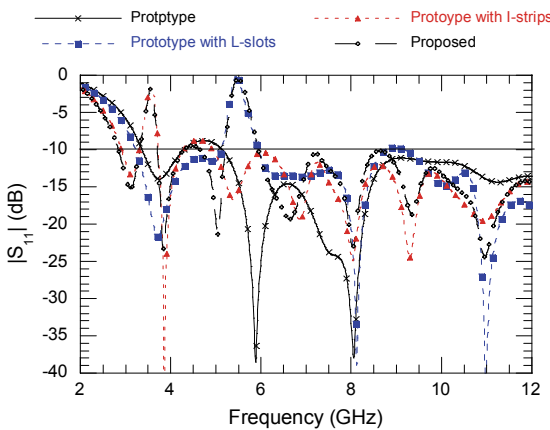 Protptype
Protoype with I-strips
Prototype with L-slots
Proposed
0
-5
-10
-15
-20
-25
-30
-35
-40
|S11| (dB)
2 4 6 8 10 12
Frequency (GHz)